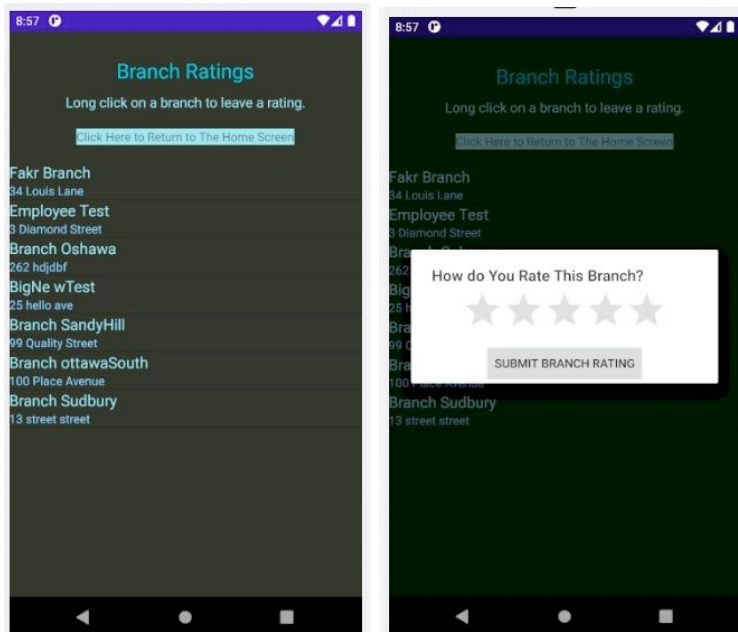 8:57
Branch Ratings
Long click on a branch to leave a rating.
Click Here to Return to The Home Screen
Fakr Branch
34 Louis Lane
Employee Test
3 Diamond Street
Branch Oshawa
262 hdjdbf
BigNe wTest
25 hello ave
Branch SandyHill
99 Quality Street
Branch ottawaSouth
100 Place Avenue
Branch Sudbury
13 street street
8:57
Branch Ratings
Long click on a branch to leave a rating.
Click Here to Return to The Home Screen
Fakr Branch
34 Louis Lane
Employee Test
3 Diamond Street
262
How do You Rate This Branch?
SUBMIT BRANCH RATING
100 Place Avenue
Branch Sudbury
13 street street